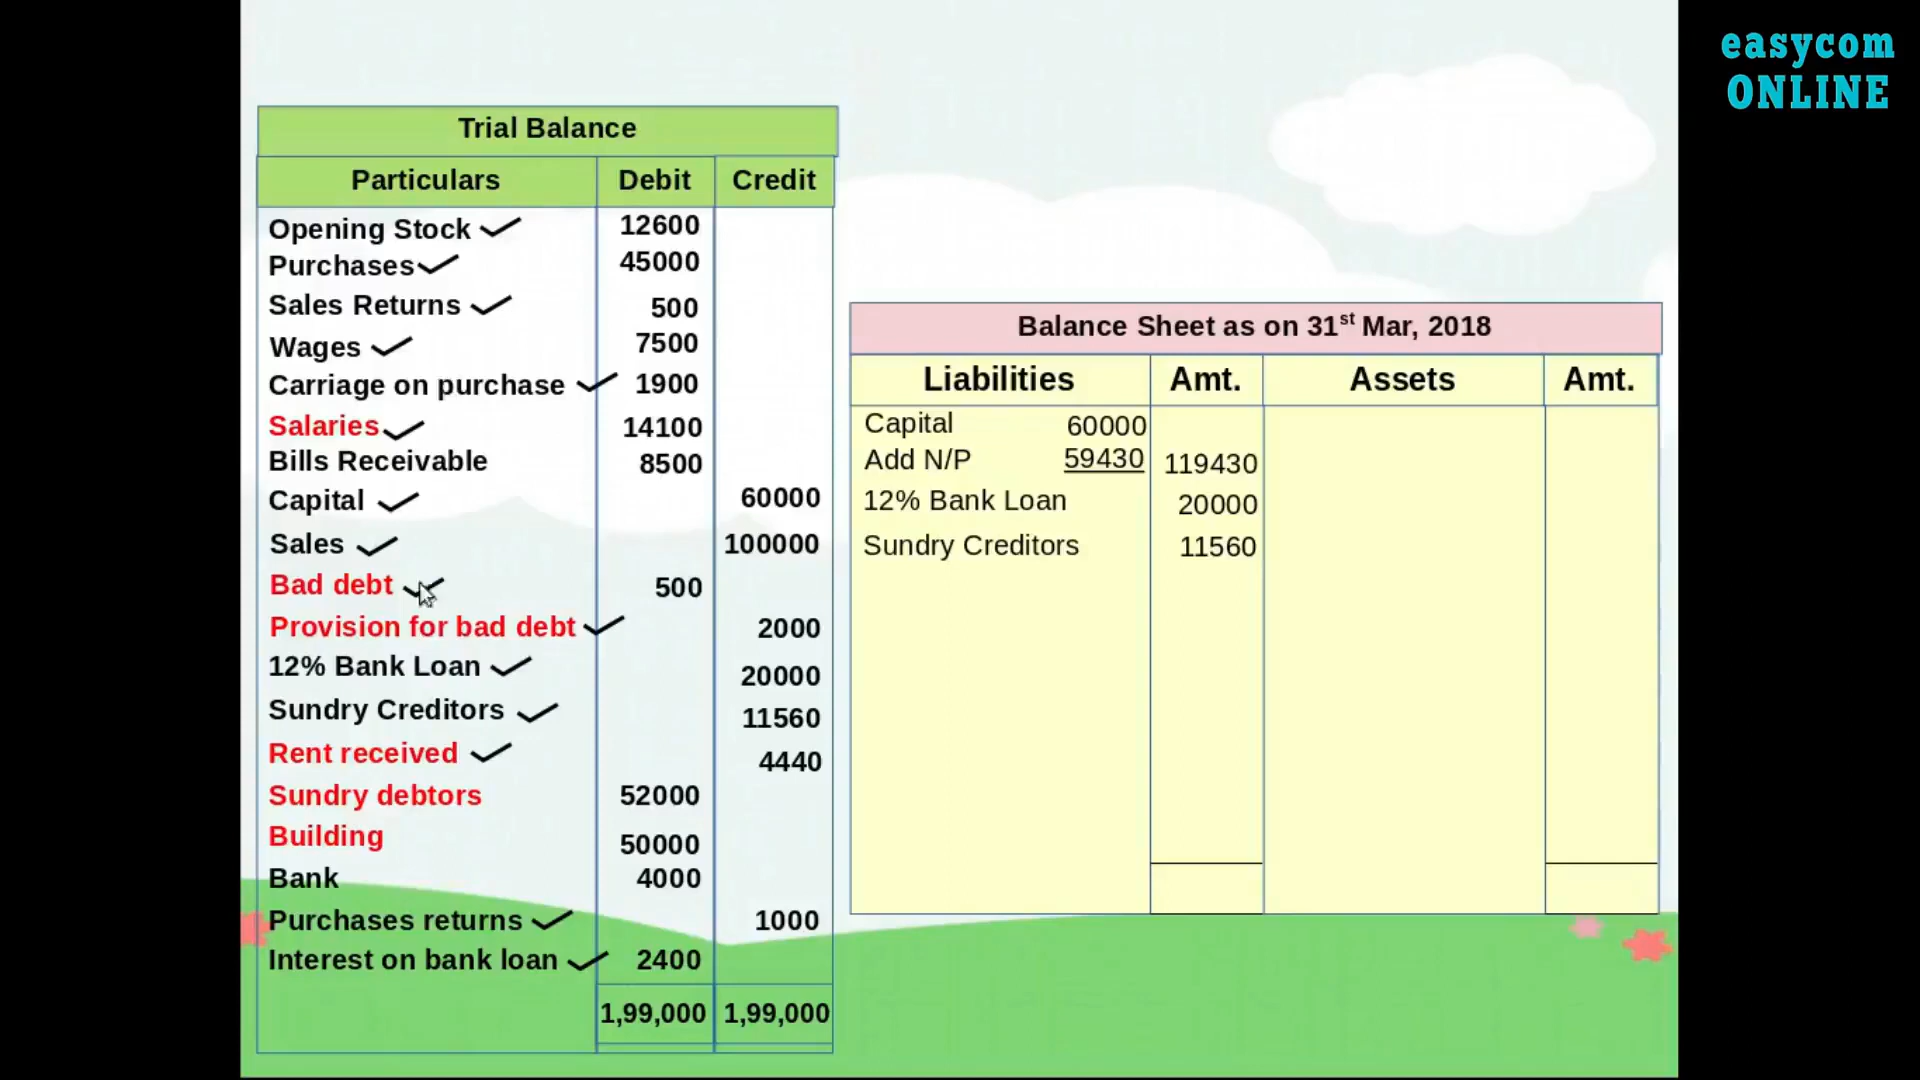 easycom
ONLINE
Trial Balance
Particulars Debit Credit
Opening Stock 12600
Purchases 45000
Sales Returns 500
Wages 7500
Carriage on purchase 1900
Salaries 14100
Bills Receivable 8500
Capital 60000
Sales 100000
Bad debt 500
Provision for bad debt 2000
12% Bank Loan 20000
Sundry Creditors 11560
Rent received 4440
Sundry debtors 52000
Building 50000
Bank 4000
Purchases returns 1000
Interest on bank loan 2400
1,99,000 1,99,000
Balance Sheet as on 31st Mar, 2018
Liabilities Amt. Assets Amt.
Capital 60000
Add N/P 59430 119430
12% Bank Loan 20000
Sundry Creditors 11560